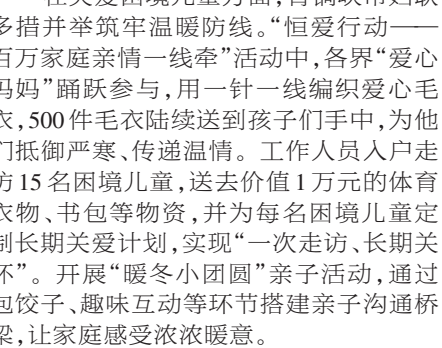 在关爱困境儿童方面,青铜峡市妇联
多措并举筑牢温暖防线。“恒爱行动——
百万家庭亲情一线牵”活动中,各界“爱心
妈妈”踊跃参与,用一针一线编织爱心毛
衣,500件毛衣陆续送到孩子们手中,为他
们抵御严寒、传递温情。工作人员入户走
访15名困境儿童,送去价值1万元的体育
衣物、书包等物资,并为每名困境儿童定
制长期关爱计划,实现“一次走访、长期关
怀”。开展“暖冬小团圆”亲子活动,通过
包饺子、趣味互动等环节搭建亲子沟通桥
梁,让家庭感受浓浓暖意。